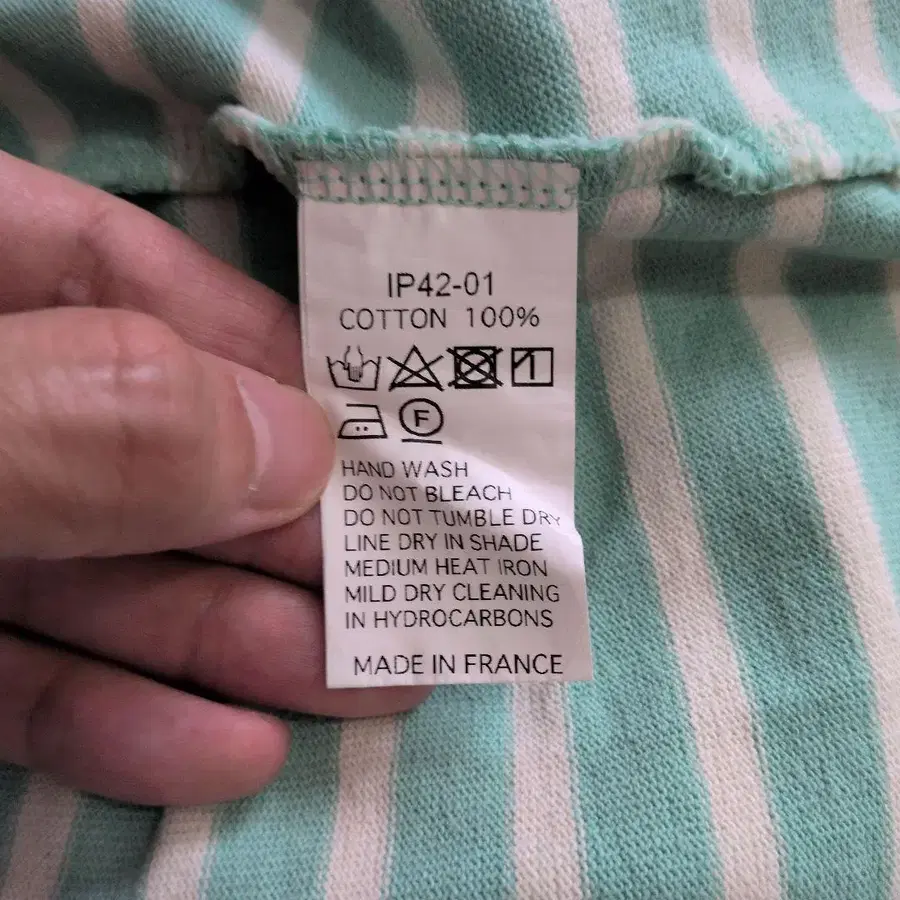 IP42-01
COTTON 100%
F
HAND WASH
DO NOT BLEACH
DO NOT TUMBLE DRY
LINE DRY IN SHADE
MEDIUM HEAT IRON
MILD DRY CLEANING
IN HYDROCARBONS
MADE IN FRANCE